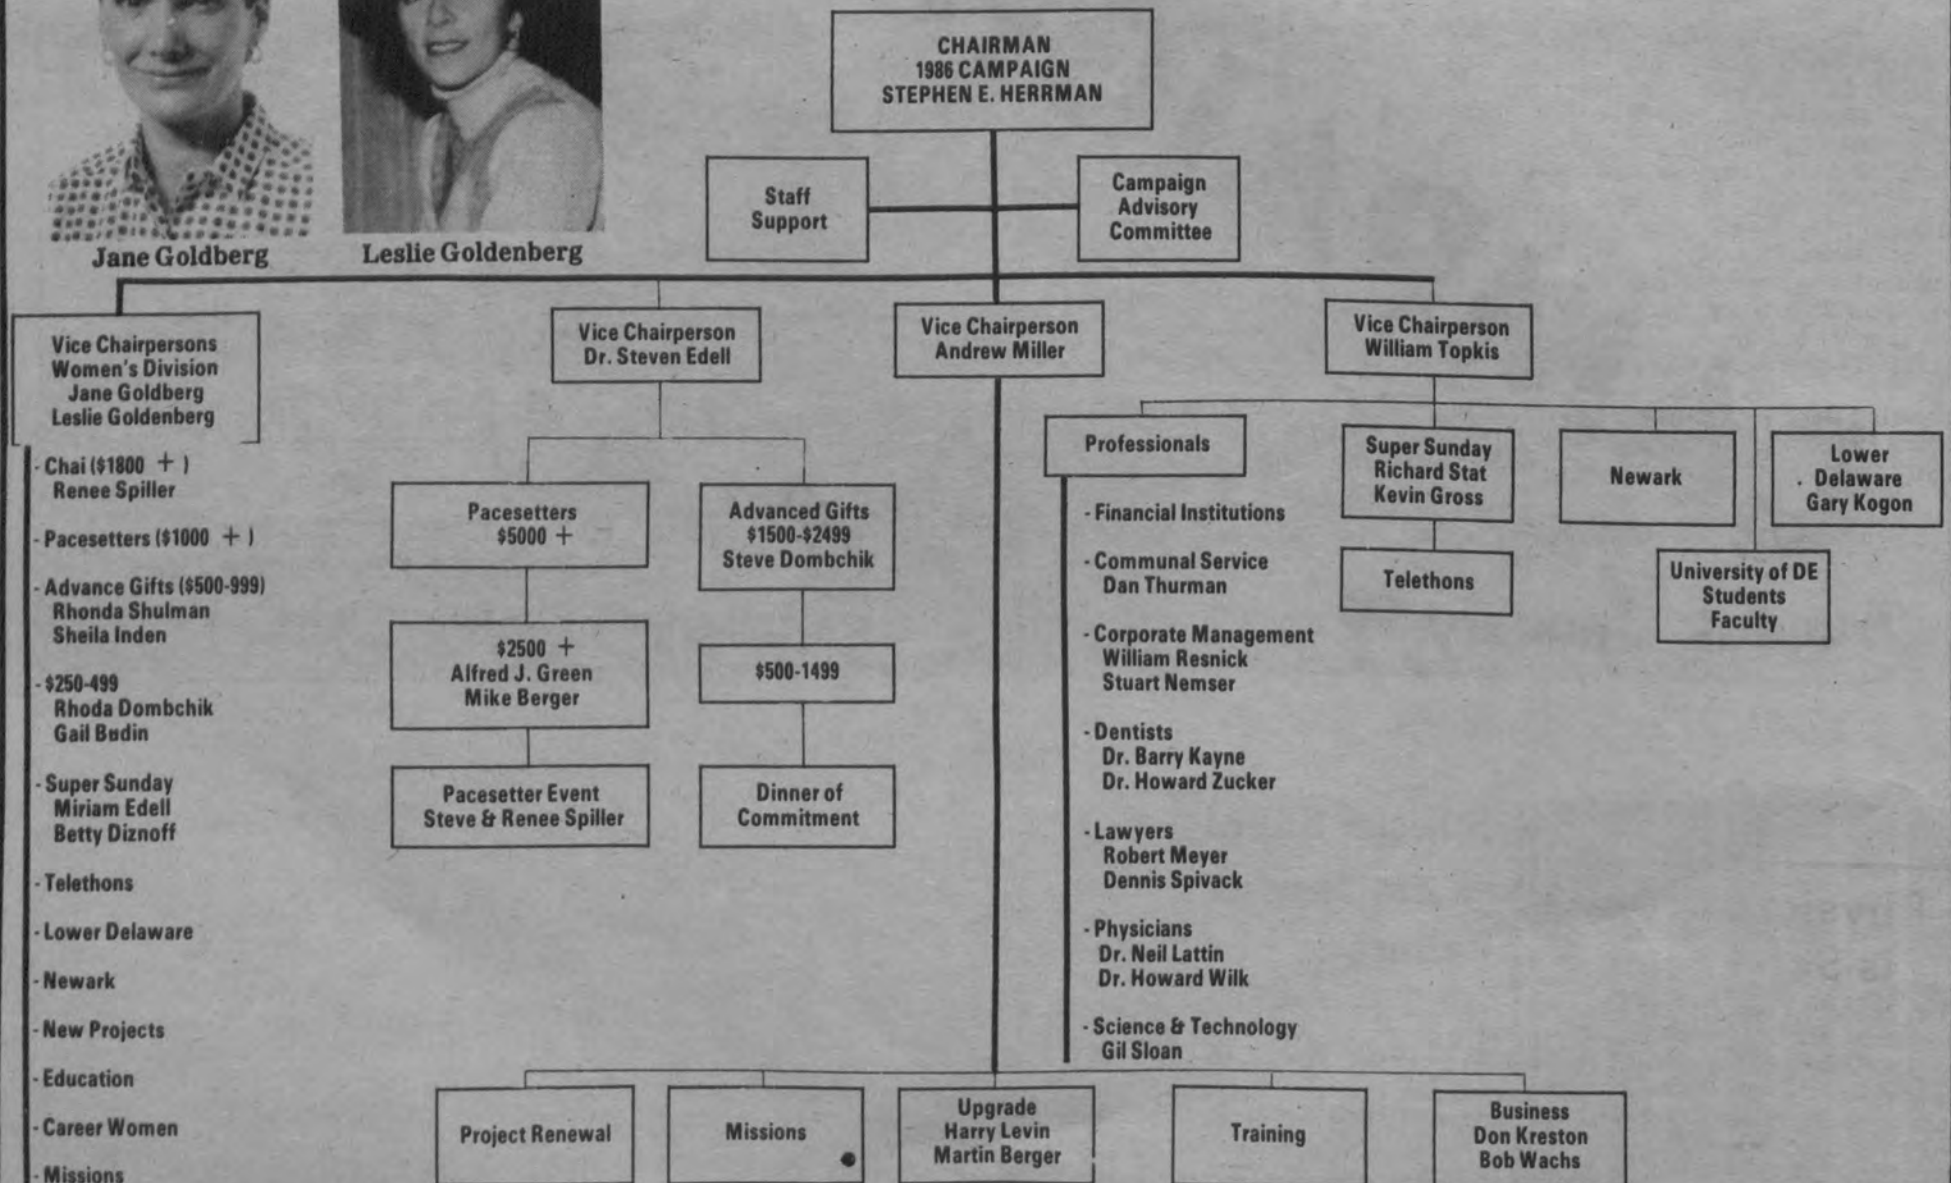 Jane Goldberg
Leslie Goldenberg
CHAIRMAN
1986 CAMPAIGN
STEPHEN E. HERRMAN
Staff
Support
Campaign
Advisory
Committee
Vice Chairpersons
Women's Division
Jane Goldberg
Leslie Goldenberg
- Chai ($1800 + )
Renee Spiller
- Pacesetters ($1000 + )
- Advance Gifts ($500-999)
Rhonda Shulman
Sheila Inden
- $250-499
Rhoda Dombchik
Gail Budin
- Super Sunday
Miriam Edell
Betty Diznoff
- Telethons
- Lower Delaware
- Newark
- New Projects
- Education
- Career Women
- Missions
Vice Chairperson
Dr. Steven Edell
Pacesetters
$5000 +
$2500 +
Alfred J. Green
Mike Berger
Pacesetter Event
Steve & Renee Spiller
Advanced Gifts
$1500-$2499
Steve Dombchik
$500-1499
Dinner of
Commitment
Vice Chairperson
Andrew Miller
Project Renewal
Missions
Upgrade
Harry Levin
Martin Berger
Training
Business
Don Kreston
Bob Wachs
Vice Chairperson
William Topkis
Professionals
- Financial Institutions
- Communal Service
Dan Thurman
- Corporate Management
William Resnick
Stuart Nemser
- Dentists
Dr. Barry Kayne
Dr. Howard Zucker
- Lawyers
Robert Meyer
Dennis Spivack
- Physicians
Dr. Neil Lattin
Dr. Howard Wilk
- Science & Technology
Gil Sloan
Super Sunday
Richard Stat
Kevin Gross
Telethons
Newark
University of DE
Students
Faculty
Lower
Delaware
Gary Kogon